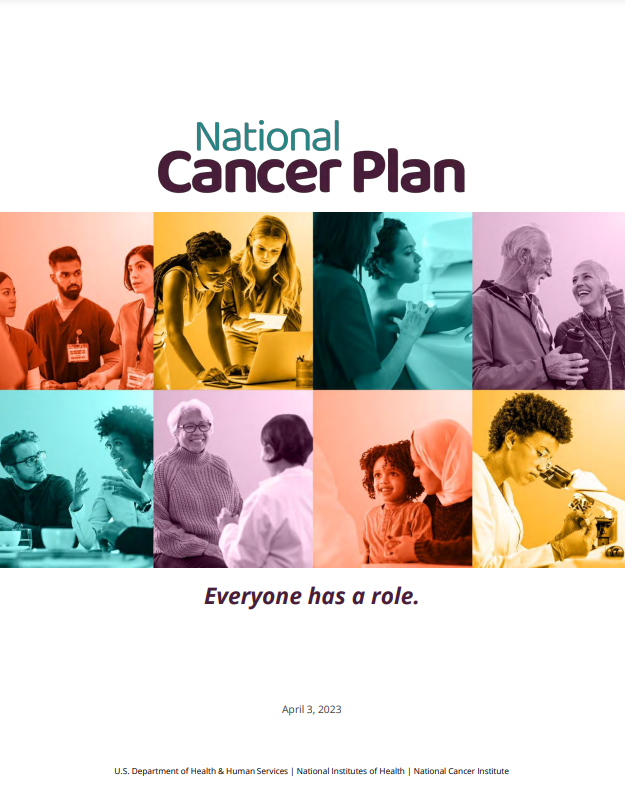 National
Cancer Plan
Everyone has a role.
April 3, 2023
U.S. Department of Health & Human Services | National Institutes of Health | National Cancer Institute